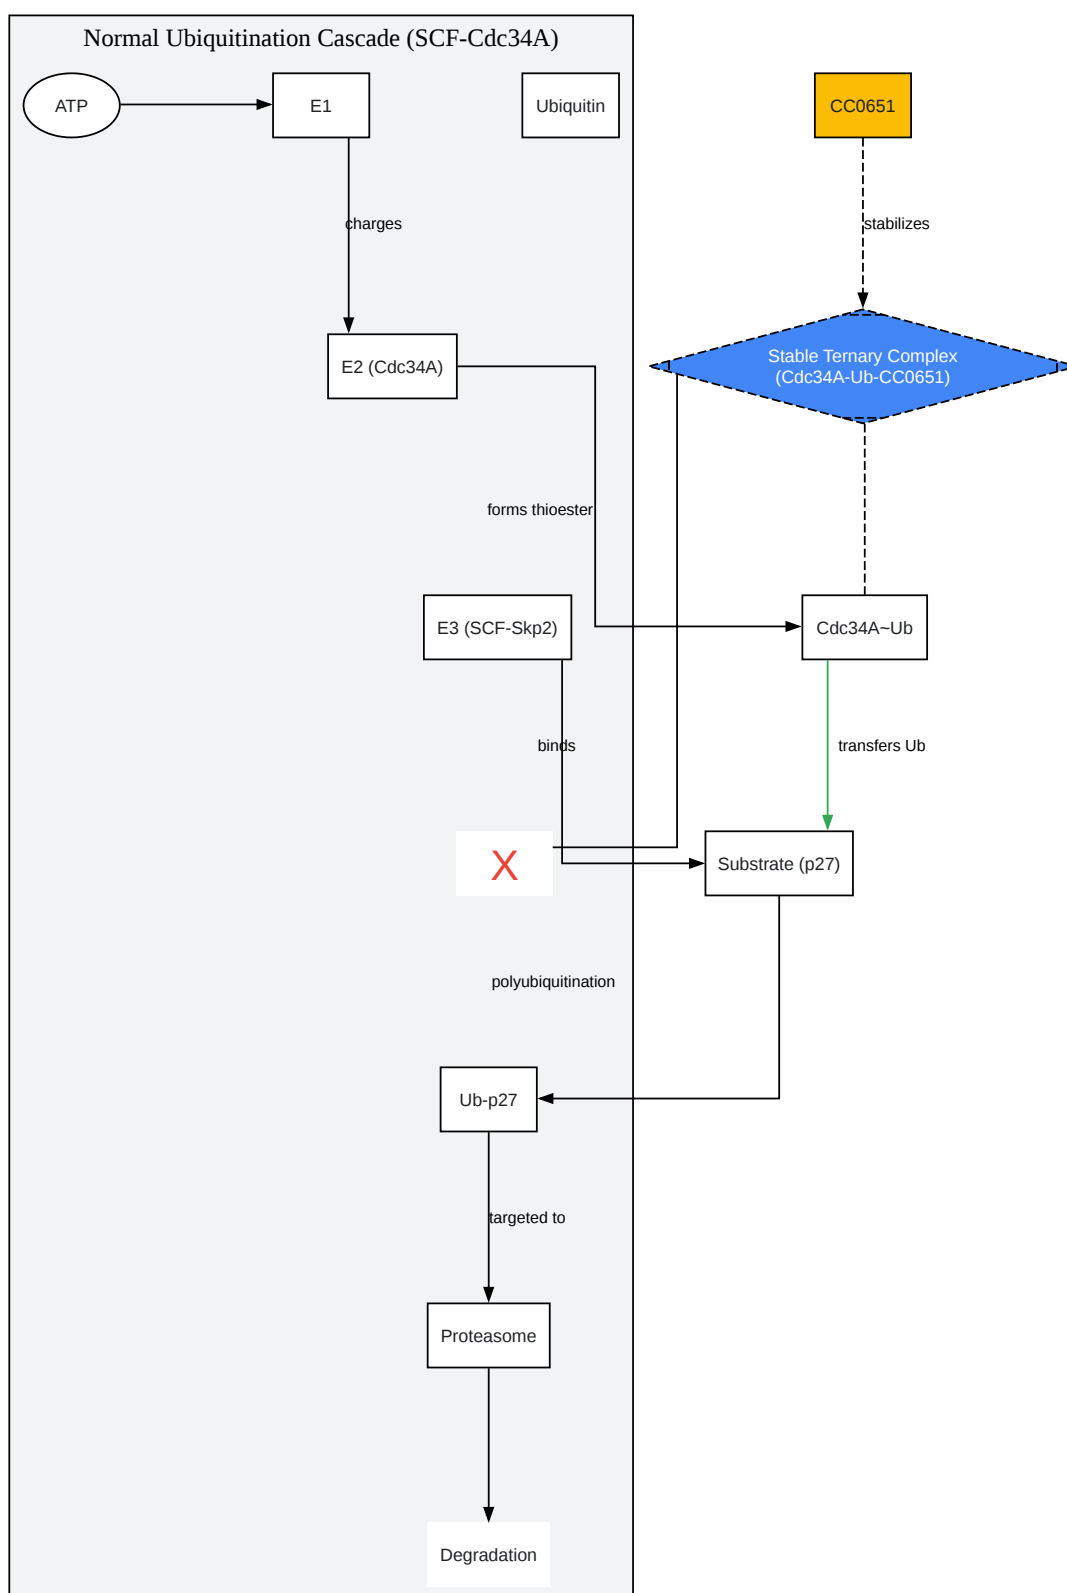 Normal Ubiquitination Cascade (SCF-Cdc34A)
ATP
E1
Ubiquitin
CC0651
charges
stabilizes
E2 (Cdc34A)
Stable Ternary Complex
(Cdc34A-Ub-CC0651)
forms thioester
E3 (SCF-Skp2)
Cdc34A~Ub
binds
transfers Ub
X
Substrate (p27)
polyubiquitination
Ub-p27
targeted to
Proteasome
Degradation